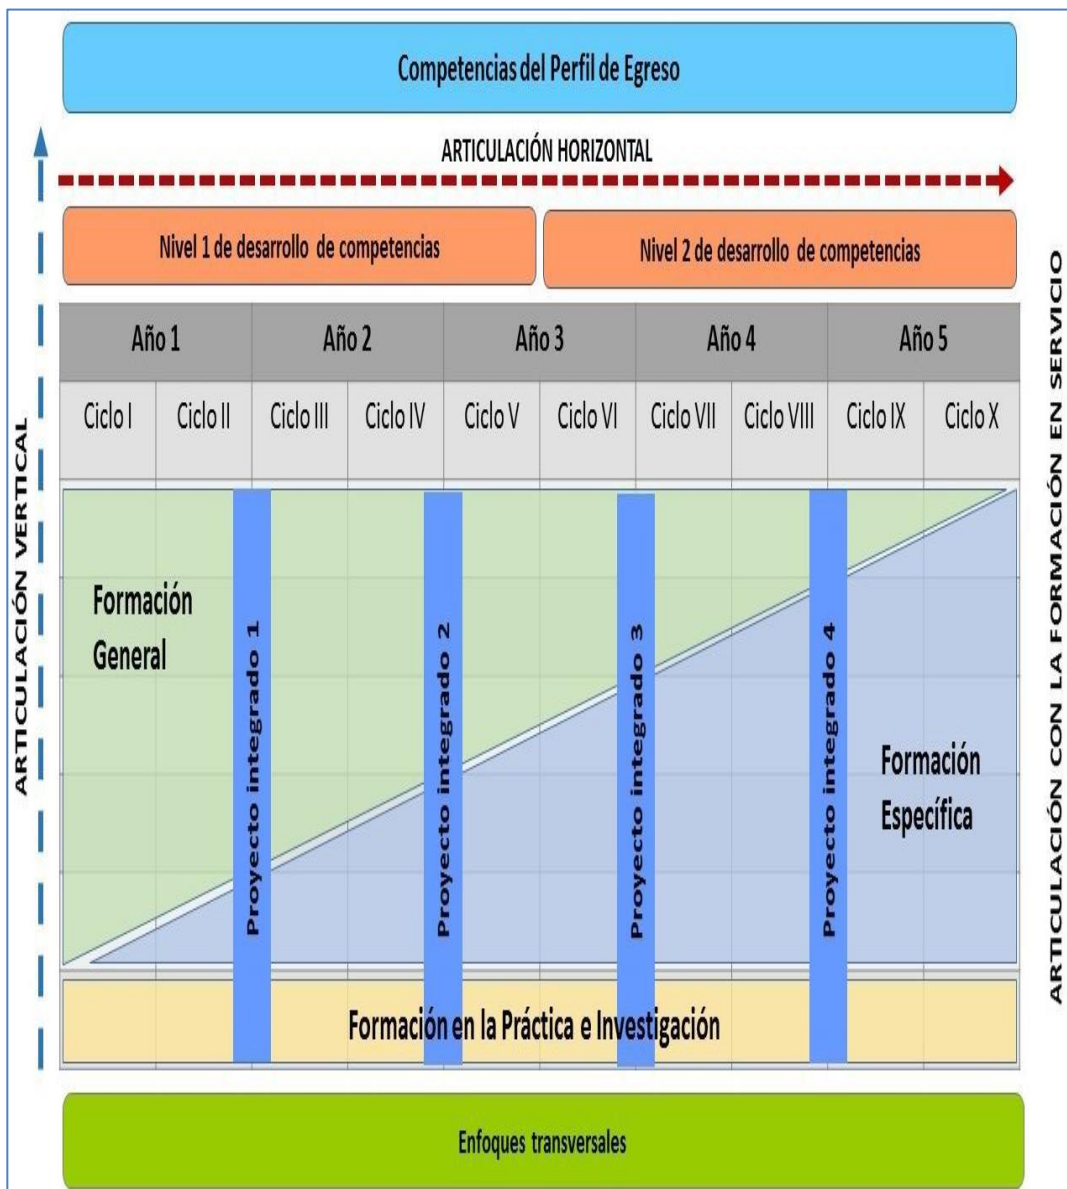 Competencias del Perfil de Egreso
ARTICULACIÓN HORIZONTAL
Nivel 1 de desarrollo de competencias
Nivel 2 de desarrollo de competencias
Año 1
Año 2
Año 3
Año 4
Año 5
Ciclo I
Ciclo II
Ciclo III
Ciclo IV
Ciclo V
Ciclo VI
Ciclo VII
Ciclo VIII
Ciclo IX
Ciclo X
ARTICULACIÓN VERTICAL
Formación
General
Proyecto integrado 1
Proyecto integrado 2
Proyecto integrado 3
Proyecto integrado 4
Formación
Específica
ARTICULACIÓN CON LA FORMACIÓN EN SERVICIO
Formación en la Práctica e Investigación
Enfoques transversales